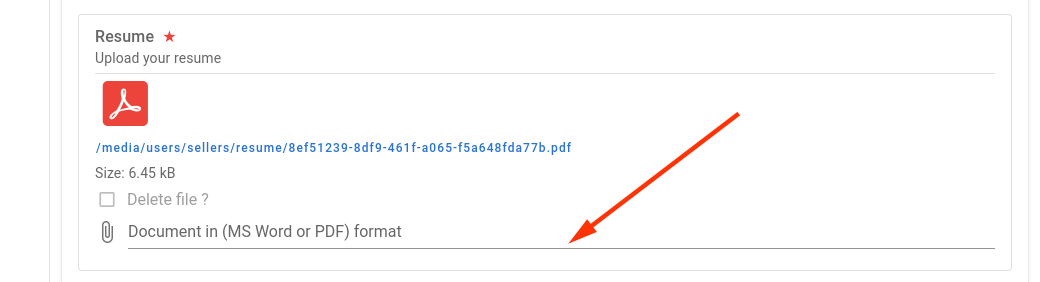 Resume ★
Upload your resume
/media/users/sellers/resume/8ef51239-8df9-461f-a065-f5a648fda77b.pdf
Size: 6.45 kB
Delete file ?
Document in (MS Word or PDF) format